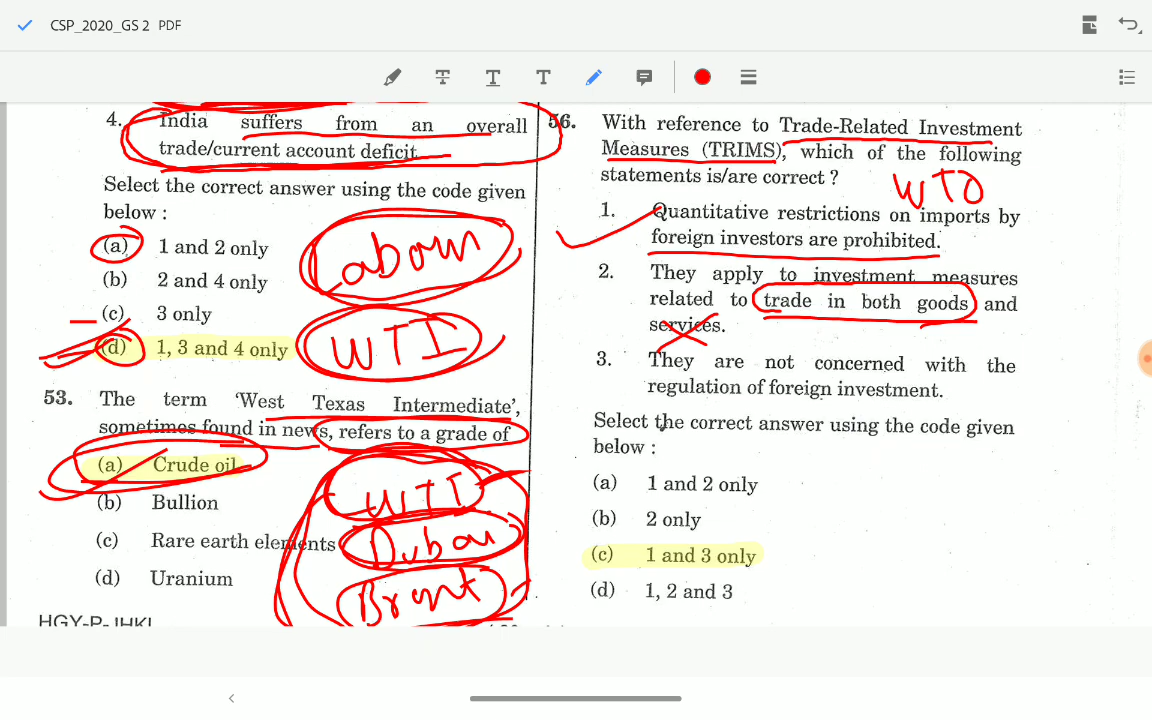 CSP_2020_GS 2 PDF
4. India suffers from an overall
trade/current account deficit.
Select the correct answer using the code given
below :
(a) 1 and 2 only
(b) 2 and 4 only
(c) 3 only
(d) 1, 3 and 4 only
Labour
WTI
53. The term ‘West Texas Intermediate’,
sometimes found in news, refers to a grade of
(a) Crude oil
(b) Bullion
(c) Rare earth elements
(d) Uranium
WTI
Brent
56. With reference to Trade-Related Investment
Measures (TRIMS), which of the following
statements is/are correct ?
WTO
1. Quantitative restrictions on imports by
foreign investors are prohibited.
2. They apply to investment measures
related to trade in both goods and
services.
3. They are not concerned with the
regulation of foreign investment.
Select the correct answer using the code given
below :
(a) 1 and 2 only
(b) 2 only
(c) 1 and 3 only
(d) 1, 2 and 3